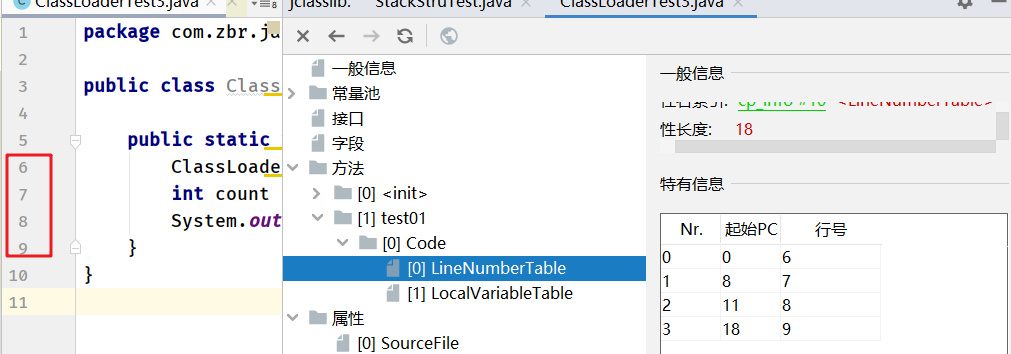 ClassLoaderTest3.java
jclasslib.
StackStruTest.java
ClassLoaderTest3.java
1 package com.zbr.
2
3 public class Class
4
5 public static
6 ClassLoade
7 int count
8 System.out
9 }
10 }
11
一般信息
常量池
接口
字段
方法
[0] <init>
[1] test01
[0] Code
[0] LineNumberTable
[1] LocalVariableTable
属性
[0] SourceFile
一般信息
<LineNumberTable>
性长度: 18
特有信息
Nr. 起始PC 行号
0 0 6
1 8 7
2 11 8
3 18 9